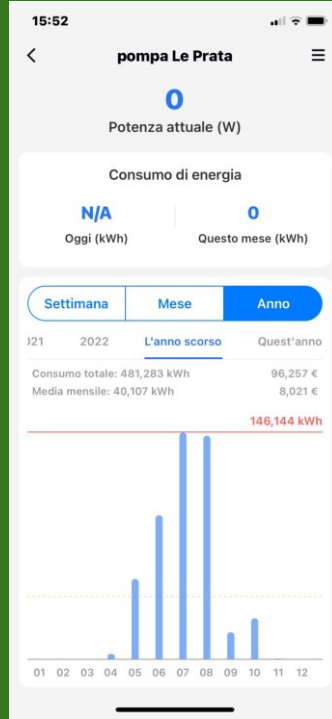 15:52
pompa Le Prata
0
Potenza attuale (W)
Consumo di energia
N/A 0
Oggi (kWh) Questo mese (kWh)
Settimana Mese Anno
021 2022 L'anno scorso Quest'anno
Consumo totale: 481,283 kWh 96,257 €
Media mensile: 40,107 kWh 8,021 €
146,144 kWh
01 02 03 04 05 06 07 08 09 10 11 12